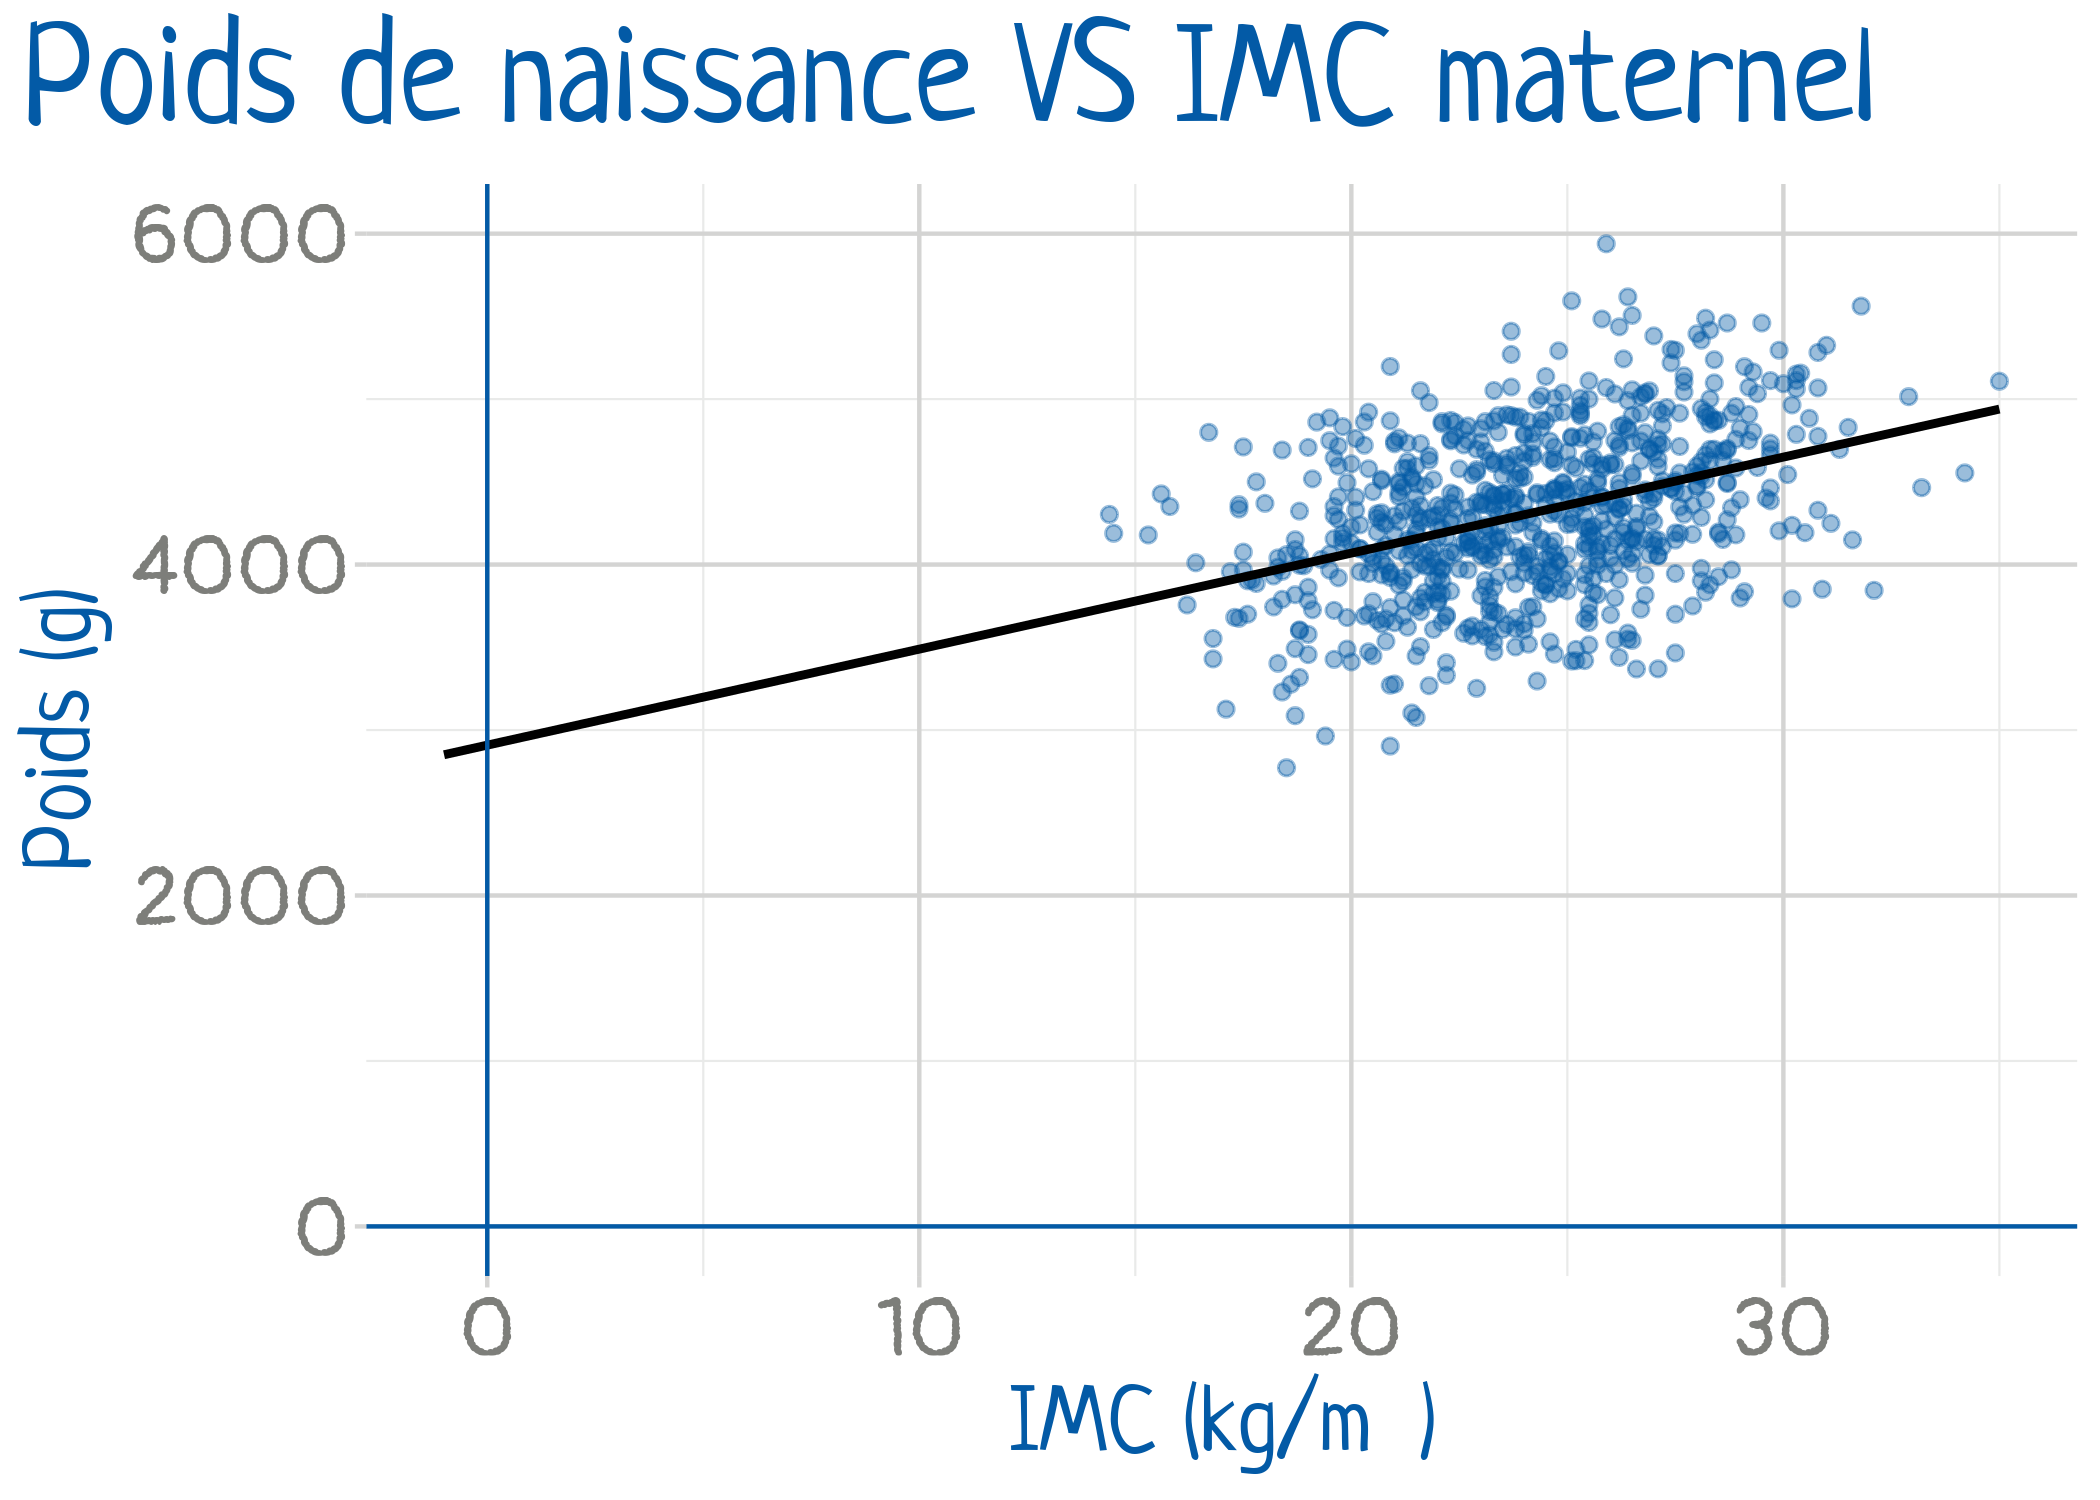 Poids de naissance VS IMC maternel
6000
4000
2000
0
Poids (g)
0 10 20 30
IMC (kg/m )